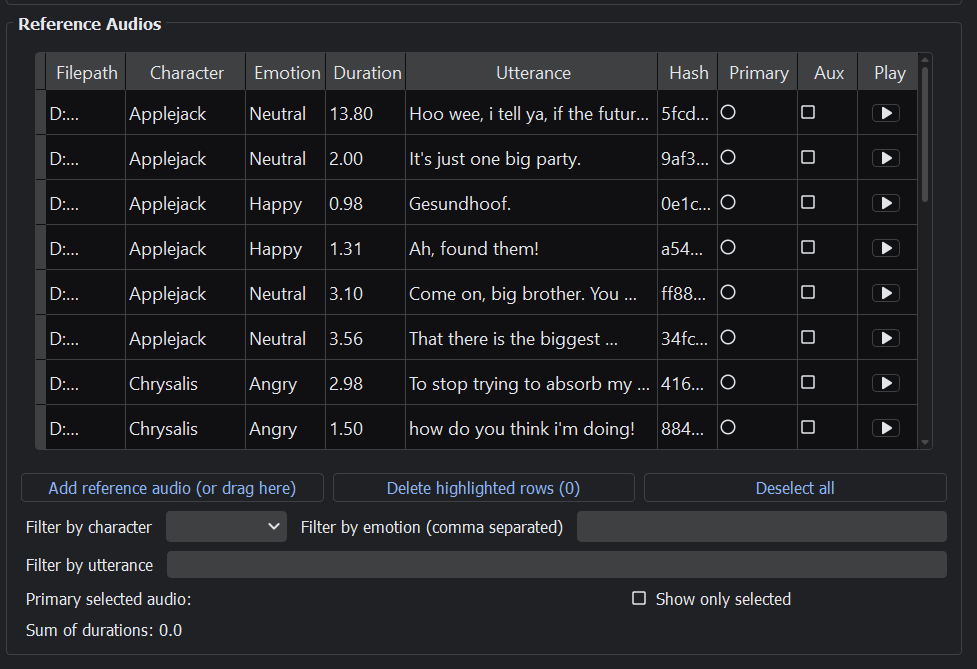 Reference Audios
Filepath Character Emotion Duration Utterance Hash Primary Aux Play
D:... Applejack Neutral 13.80 Hoo wee, i tell ya, if the futur... 5fcd...
D:... Applejack Neutral 2.00 It's just one big party. 9af3...
D:... Applejack Happy 0.98 Gesundhoof. 0e1c...
D:... Applejack Happy 1.31 Ah, found them! a54...
D:... Applejack Neutral 3.10 Come on, big brother. You ... ff88...
D:... Applejack Neutral 3.56 That there is the biggest ... 34fc...
D:... Chrysalis Angry 2.98 To stop trying to absorb my ... 416...
D:... Chrysalis Angry 1.50 how do you think i'm doing! 884...
Add reference audio (or drag here) Delete highlighted rows (0) Deselect all
Filter by character Filter by emotion (comma separated)
Filter by utterance
Primary selected audio: Show only selected
Sum of durations: 0.0